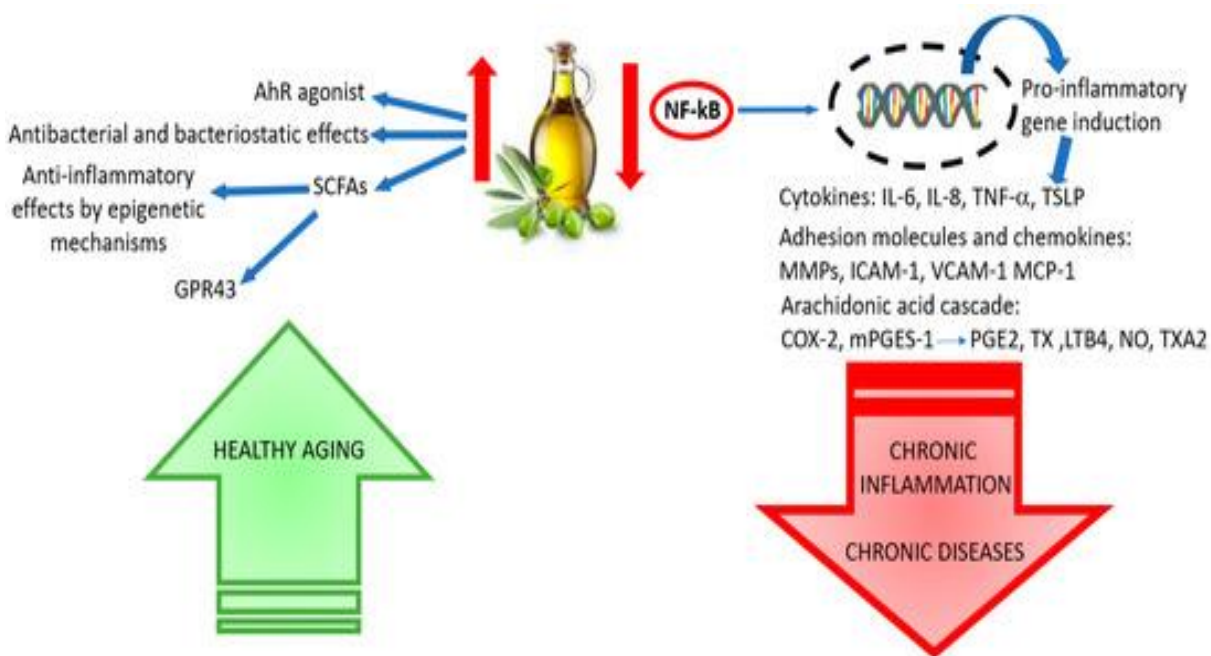 AhR agonist
Antibacterial and bacteriostatic effects
Anti-inflammatory
effects by epigenetic
mechanisms
SCFAs
GPR43
HEALTHY AGING
NF-kB
Pro-inflammatory
gene induction
Cytokines: IL-6, IL-8, TNF-α, TSLP
Adhesion molecules and chemokines:
MMPs, ICAM-1, VCAM-1 MCP-1
Arachidonic acid cascade:
COX-2, mPGES-1 → PGE2, TX ,LTB4, NO, TXA2
CHRONIC
INFLAMMATION
CHRONIC DISEASES